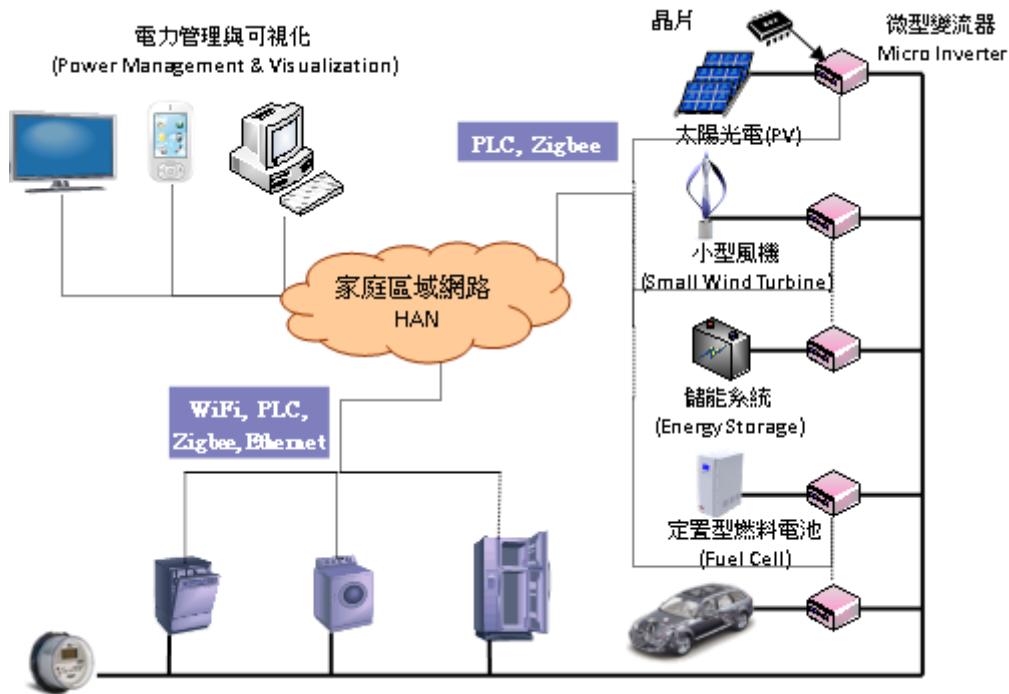 電力管理與可視化
(Power Management & Visualization)
晶片
微型變流器
Micro Inverter
PLC, Zigbee
太陽光電(PV)
小型風機
(Small Wind Turbine)
家庭區域網路
HAN
儲能系統
(Energy Storage)
WiFi, PLC,
Zigbee, Ethernet
定置型燃料電池
(Fuel Cell)